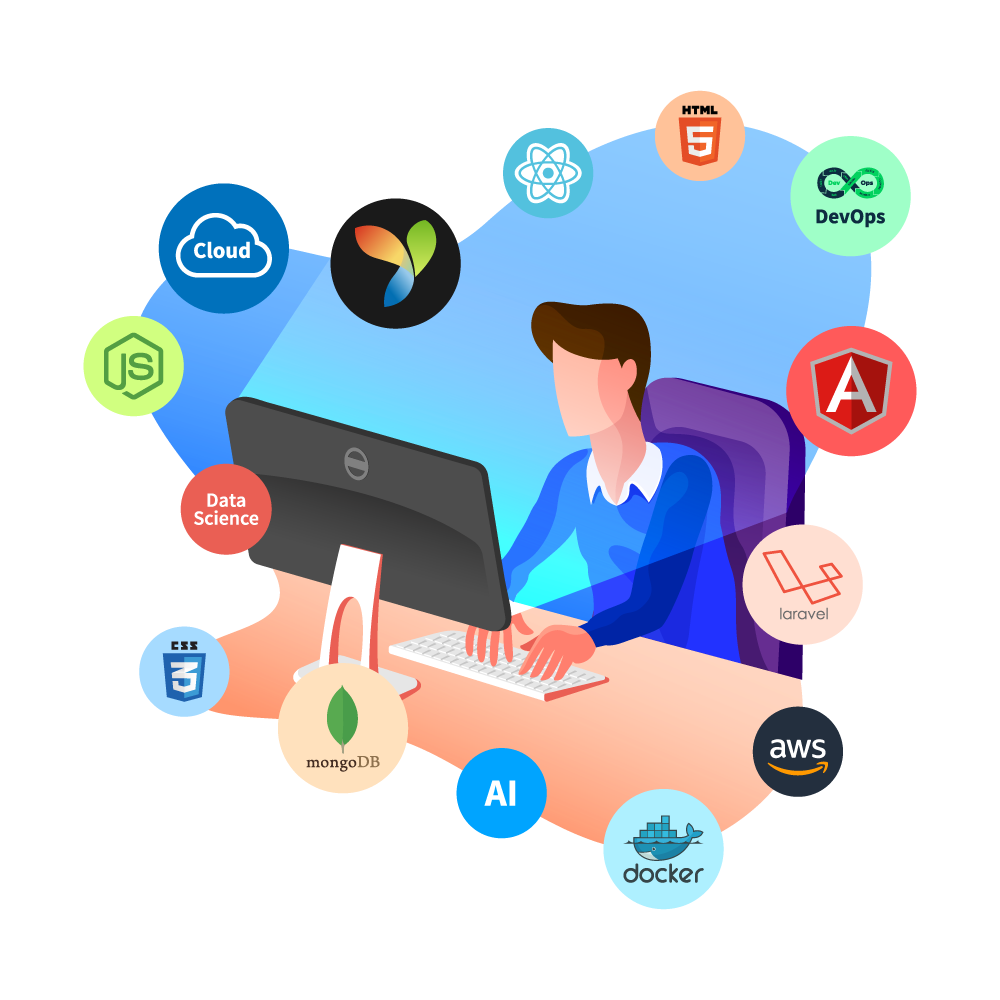 HTML
5
Dev Ops
DevOps
Cloud
JS
A
Data
Science
laravel
CSS
3
mongoDB
aws
AI
docker